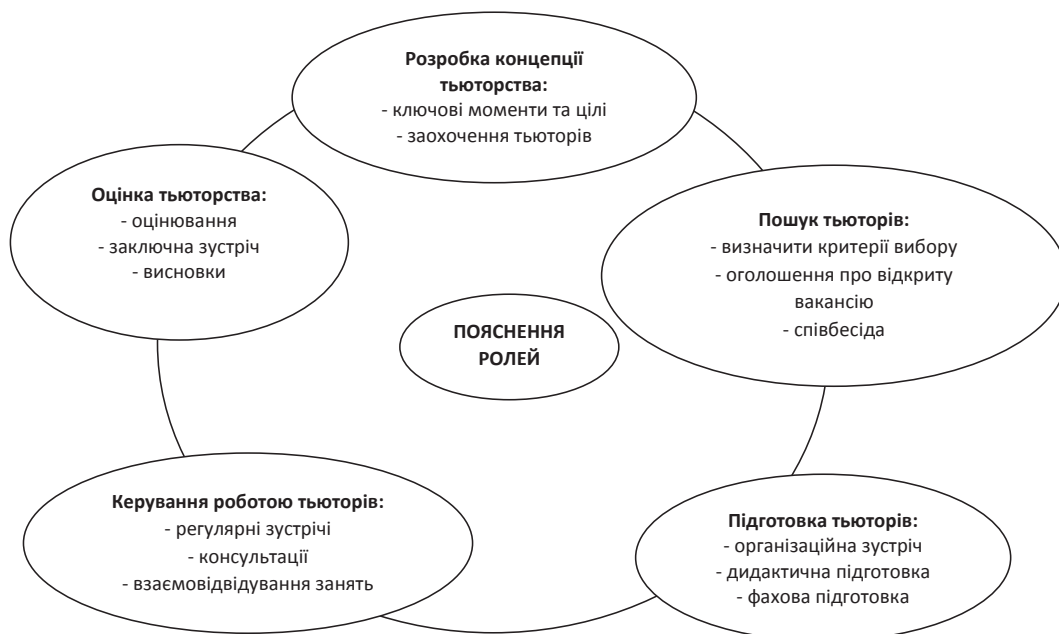 Розробка концепції
тьюторства:
- ключові моменти та цілі
- заохочення тьюторів
Оцінка тьюторства:
- оцінювання
- заключна зустріч
- висновки
Пошук тьюторів:
- визначити критерії вибору
- оголошення про відкриту
вакансію
- співбесіда
ПОЯСНЕННЯ
РОЛЕЙ
Керування роботою тьюторів:
- регулярні зустрічі
- консультації
- взаємовідвідування занять
Підготовка тьюторів:
- організаційна зустріч
- дидактична підготовка
- фахова підготовка